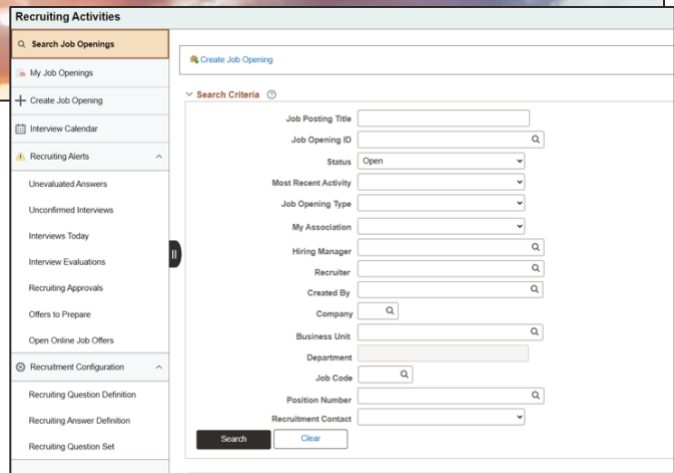 Recruiting Activities
Search Job Openings
My Job Openings
Create Job Opening
Interview Calendar
Recruiting Alerts
Unevaluated Answers
Unconfirmed Interviews
Interviews Today
Interview Evaluations
Recruiting Approvals
Offers to Prepare
Open Online Job Offers
Recruitment Configuration
Recruiting Question Definition
Recruiting Answer Definition
Recruiting Question Set
Create Job Opening
Search Criteria ?
Job Posting Title
Job Opening ID
Status Open
Most Recent Activity
Job Opening Type
My Association
Hiring Manager
Recruiter
Created By
Company
Business Unit
Department
Job Code
Position Number
Recruitment Contact
Search Clear